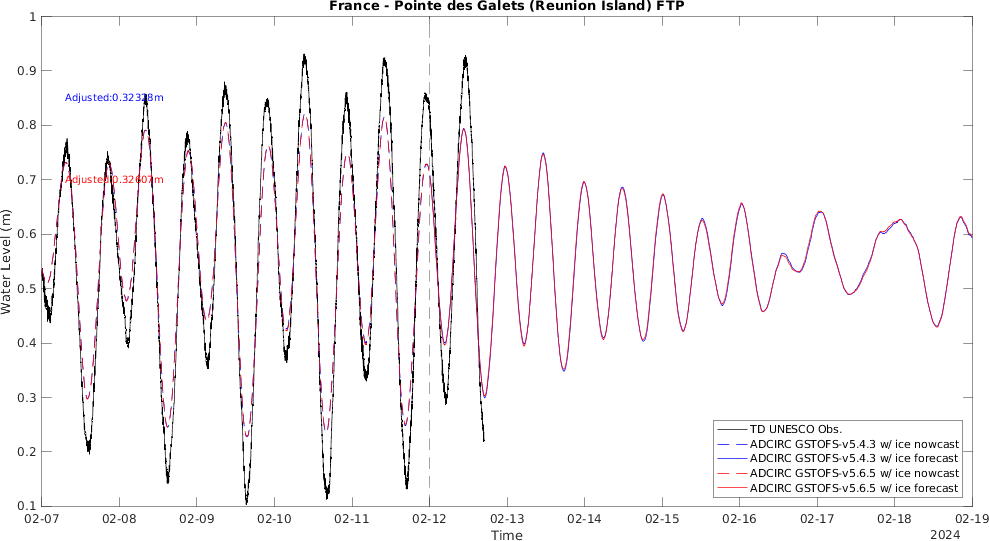 France - Pointe des Galets (Reunion Island) FTP
1
0.9
0.8
0.7
0.6
0.5
0.4
0.3
0.2
0.1
Water Level (m)
Adjusted:0.32328m
Adjusted:0.32607m
TD UNESCO Obs.
ADCIRC GSTOFS-v5.4.3 w/ ice nowcast
ADCIRC GSTOFS-v5.4.3 w/ ice forecast
ADCIRC GSTOFS-v5.6.5 w/ ice nowcast
ADCIRC GSTOFS-v5.6.5 w/ ice forecast
02-07 02-08 02-09 02-10 02-11 02-12 02-13 02-14 02-15 02-16 02-17 02-18 02-19
Time
2024